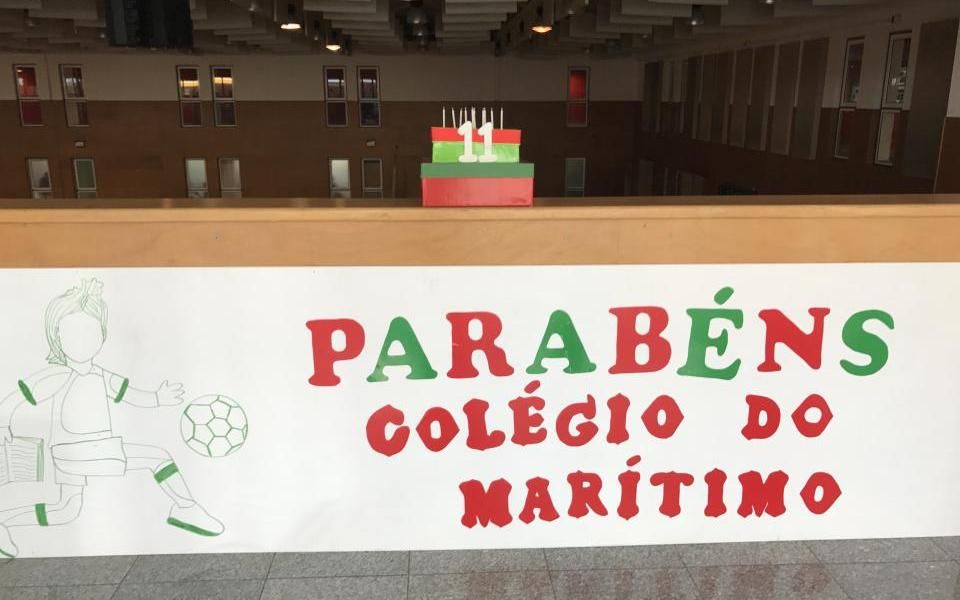 11
PARABÉNS
COLÉGIO DO
MARÍTIMO